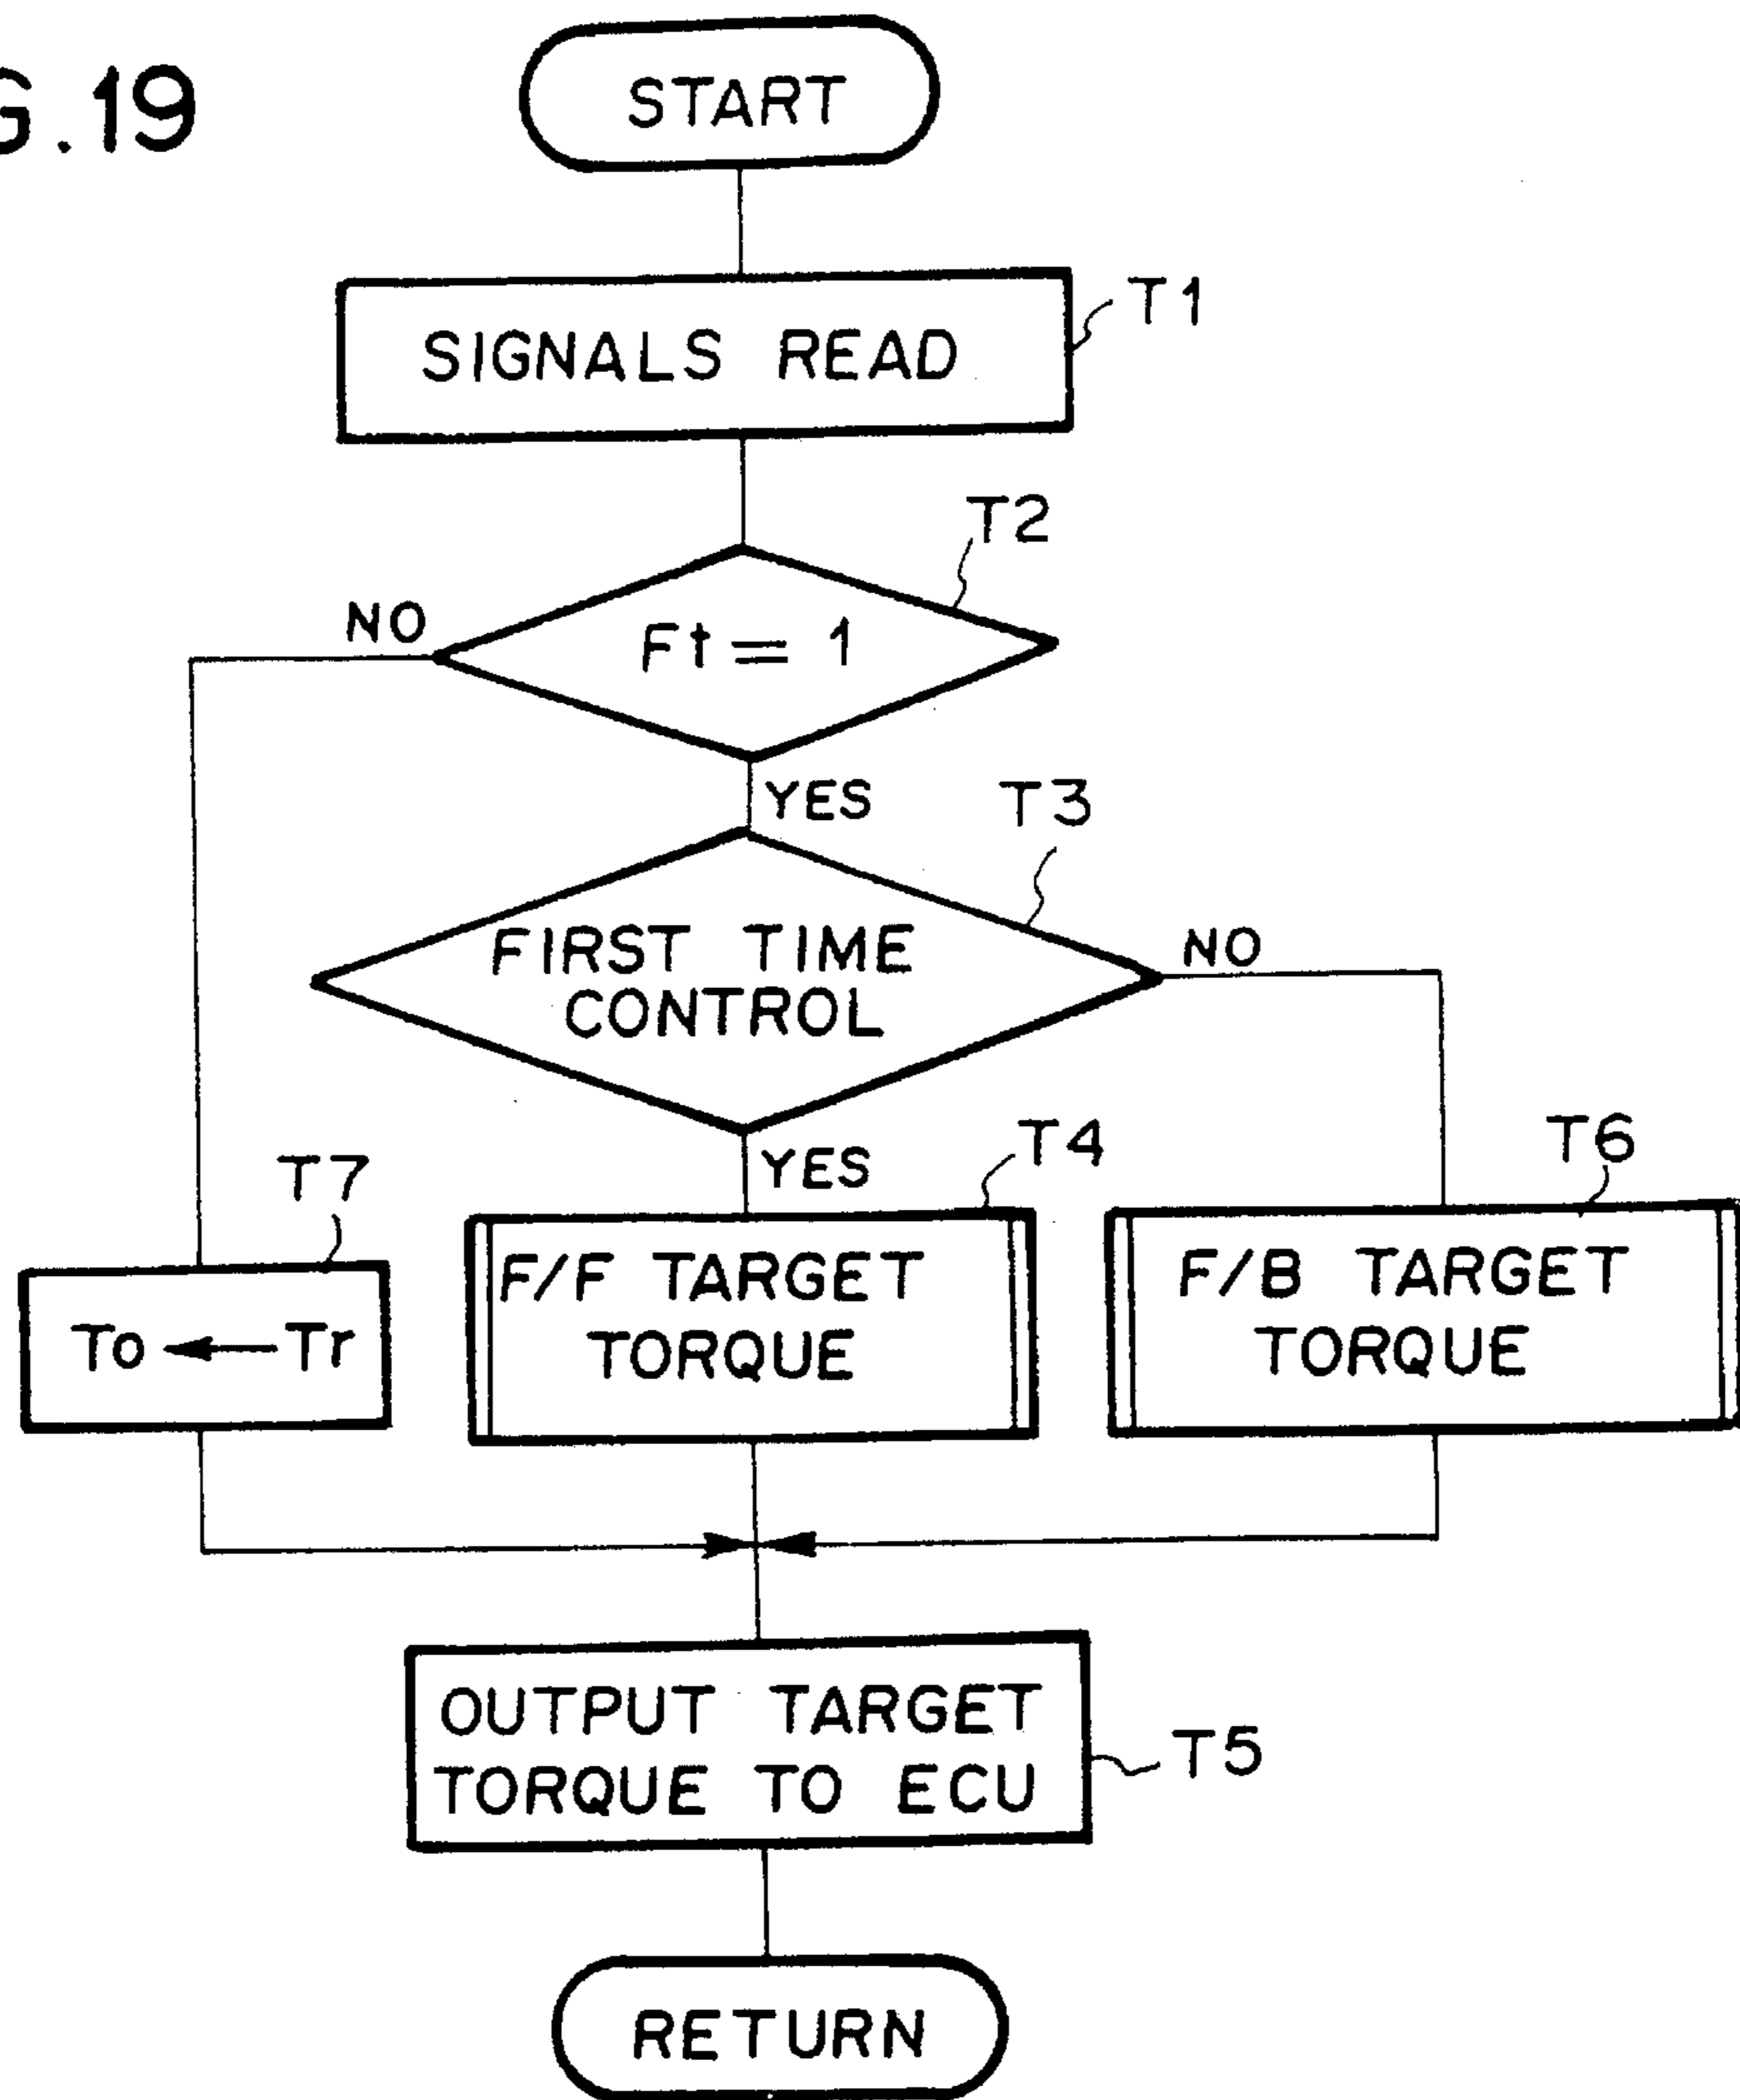 G.19
START
SIGNALS READ
T1
T2
NO
Ft = 1
YES
T3
FIRST TIME
CONTROL
NO
YES
T4
T6
T7
To ← Tr
F/F TARGET
TORQUE
F/B TARGET
TORQUE
OUTPUT TARGET
TORQUE TO ECU
T5
RETURN